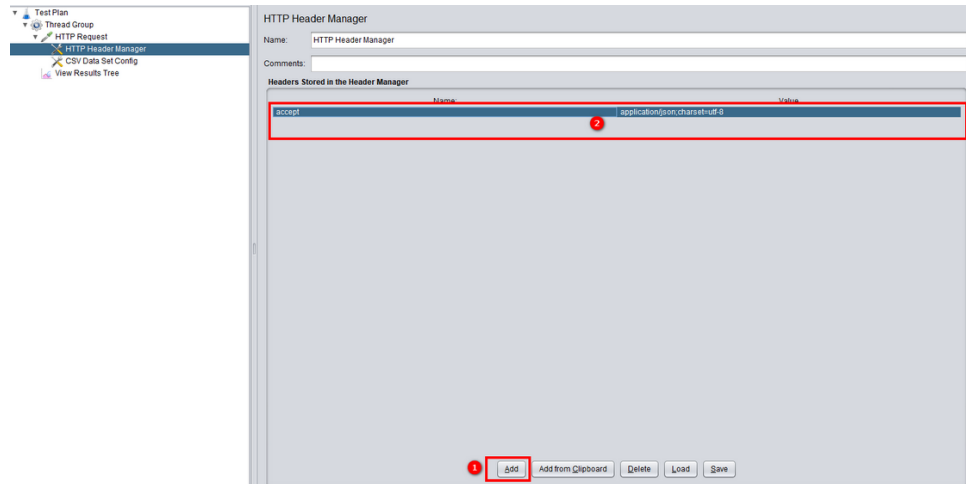 Test Plan
Thread Group
HTTP Request
HTTP Header Manager
CSV Data Set Config
View Results Tree
HTTP Header Manager
Name: HTTP Header Manager
Comments:
Headers Stored in the Header Manager
Name: Value
accept application/json;charset=utf-8
2
1 Add Add from Clipboard Delete Load Save